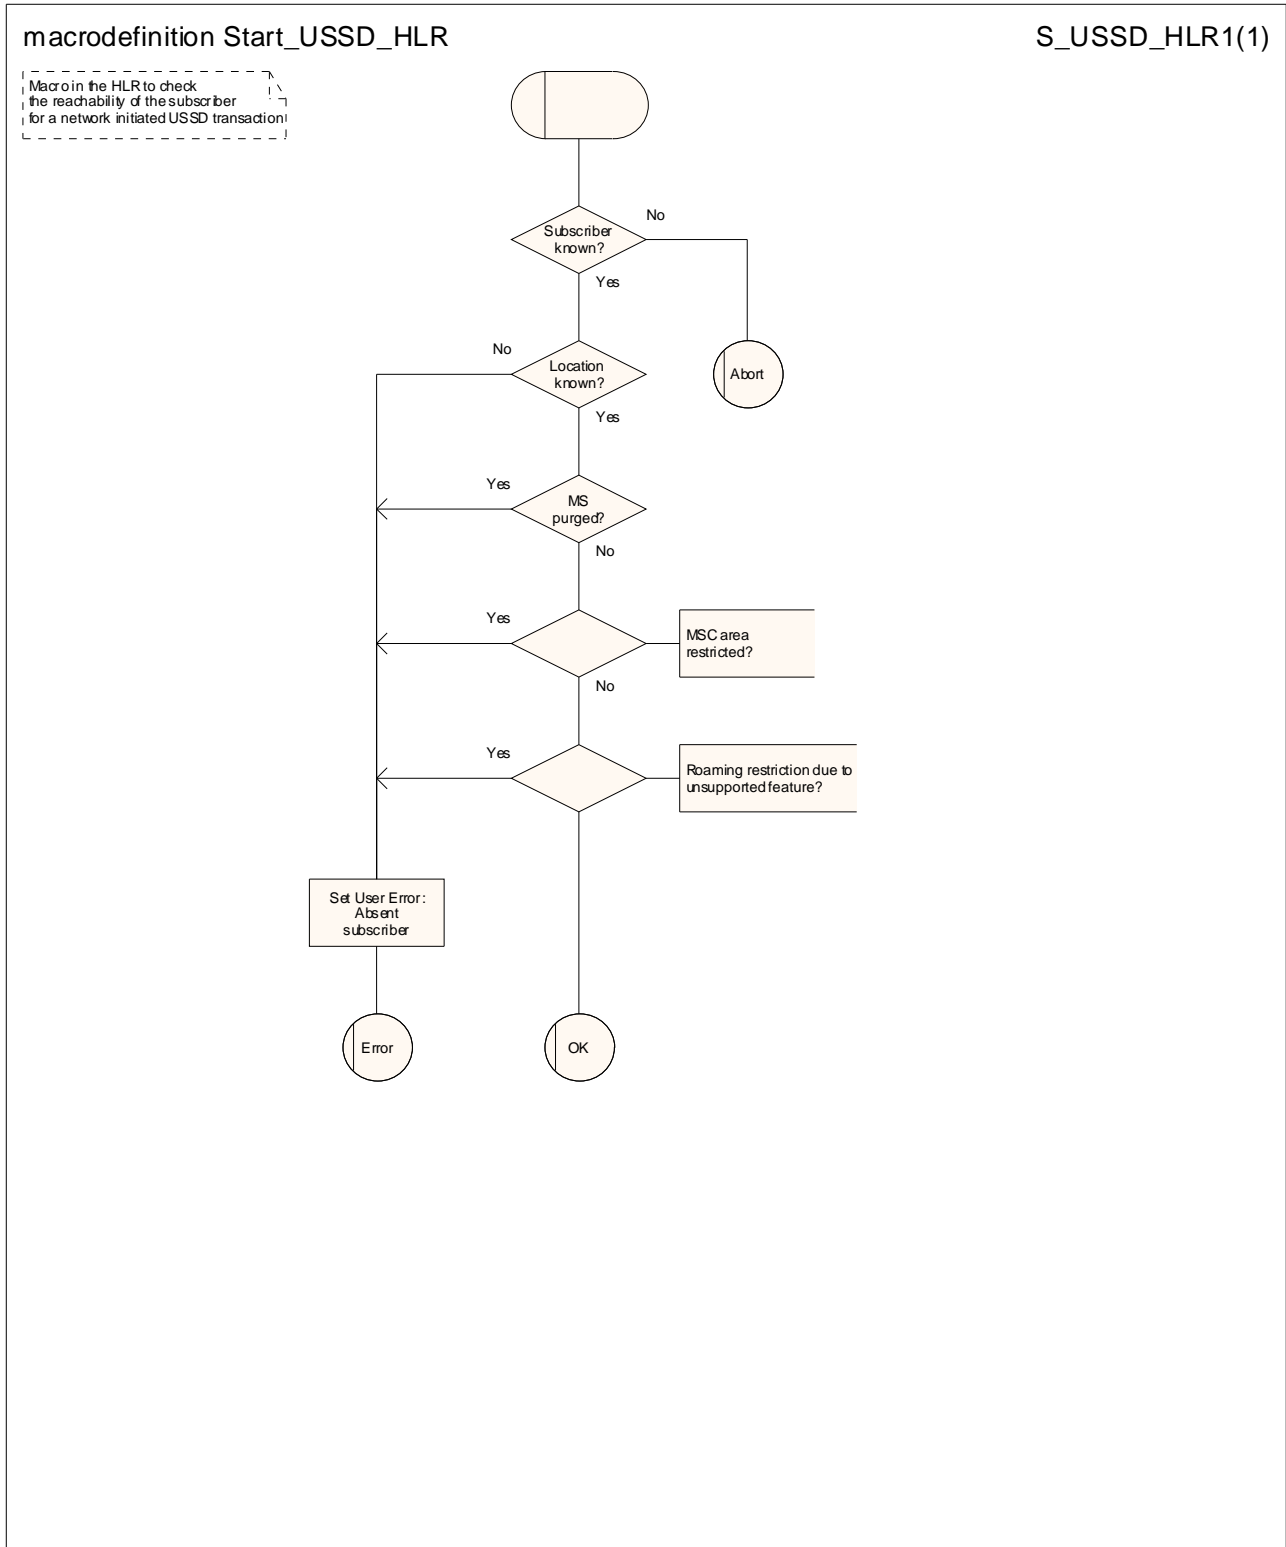 macrodefinition Start_USSD_HLR
S_USSD_HLR1(1)
Macro in the HLR to check
the reachability of the subscriber
for a network initiated USSD transaction
No
Subscriber
known?
Yes
No
Location
known?
Abort
Yes
Yes
MS
purged?
No
Yes
MSC area
restricted?
No
Yes
Roaming restriction due to
unsupported feature?
Set User Error:
Absent
subscriber
Error
OK